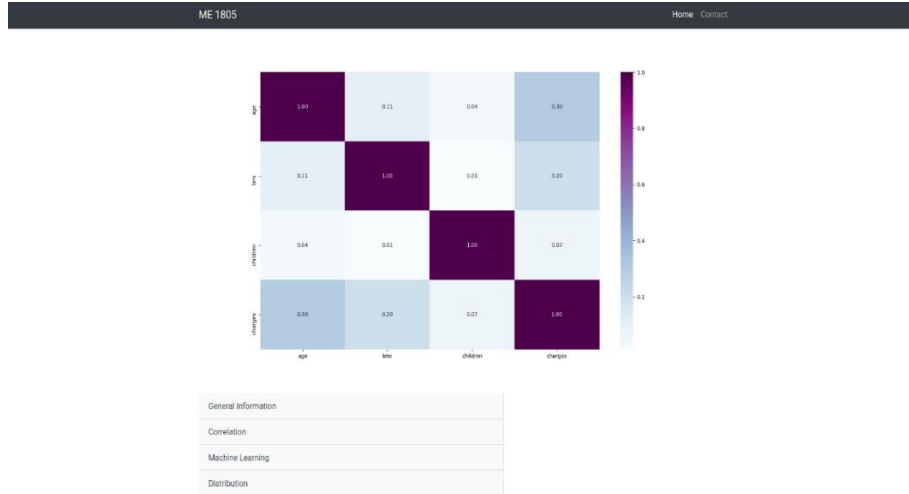 ME 1805
Home Contact
1.0
age 1.00 0.11 0.04 0.30
0.8
bmi 0.11 1.00 0.01 0.20
0.6
children 0.04 0.01 1.00 0.07
0.4
charges 0.30 0.20 0.07 1.00
0.2
age bmi children charges
General Information
Correlation
Machine Learning
Distribution